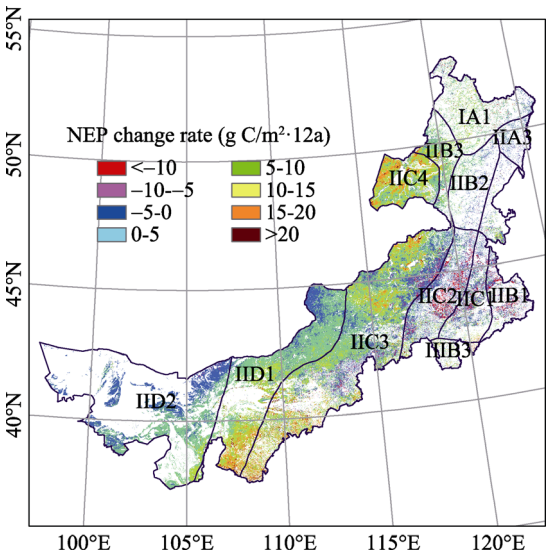 55°N
50°N
45°N
40°N
NEP change rate (g C/m²·12a)
<−10
−10-−5
−5-0
0-5
5-10
10-15
15-20
>20
IA1
IIA3
IIB3
IIC4
IIB2
IIC2
IIC1
IIB1
IIC3
IIIB3
IID1
IID2
100°E
105°E
110°E
115°E
120°E